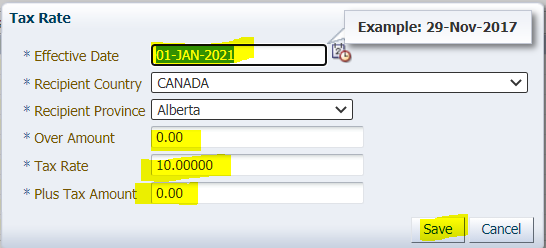 Tax Rate
Example: 29-Nov-2017
* Effective Date 01-JAN-2021
* Recipient Country CANADA
* Recipient Province Alberta
* Over Amount 0.00
* Tax Rate 10.00000
* Plus Tax Amount 0.00
Save Cancel